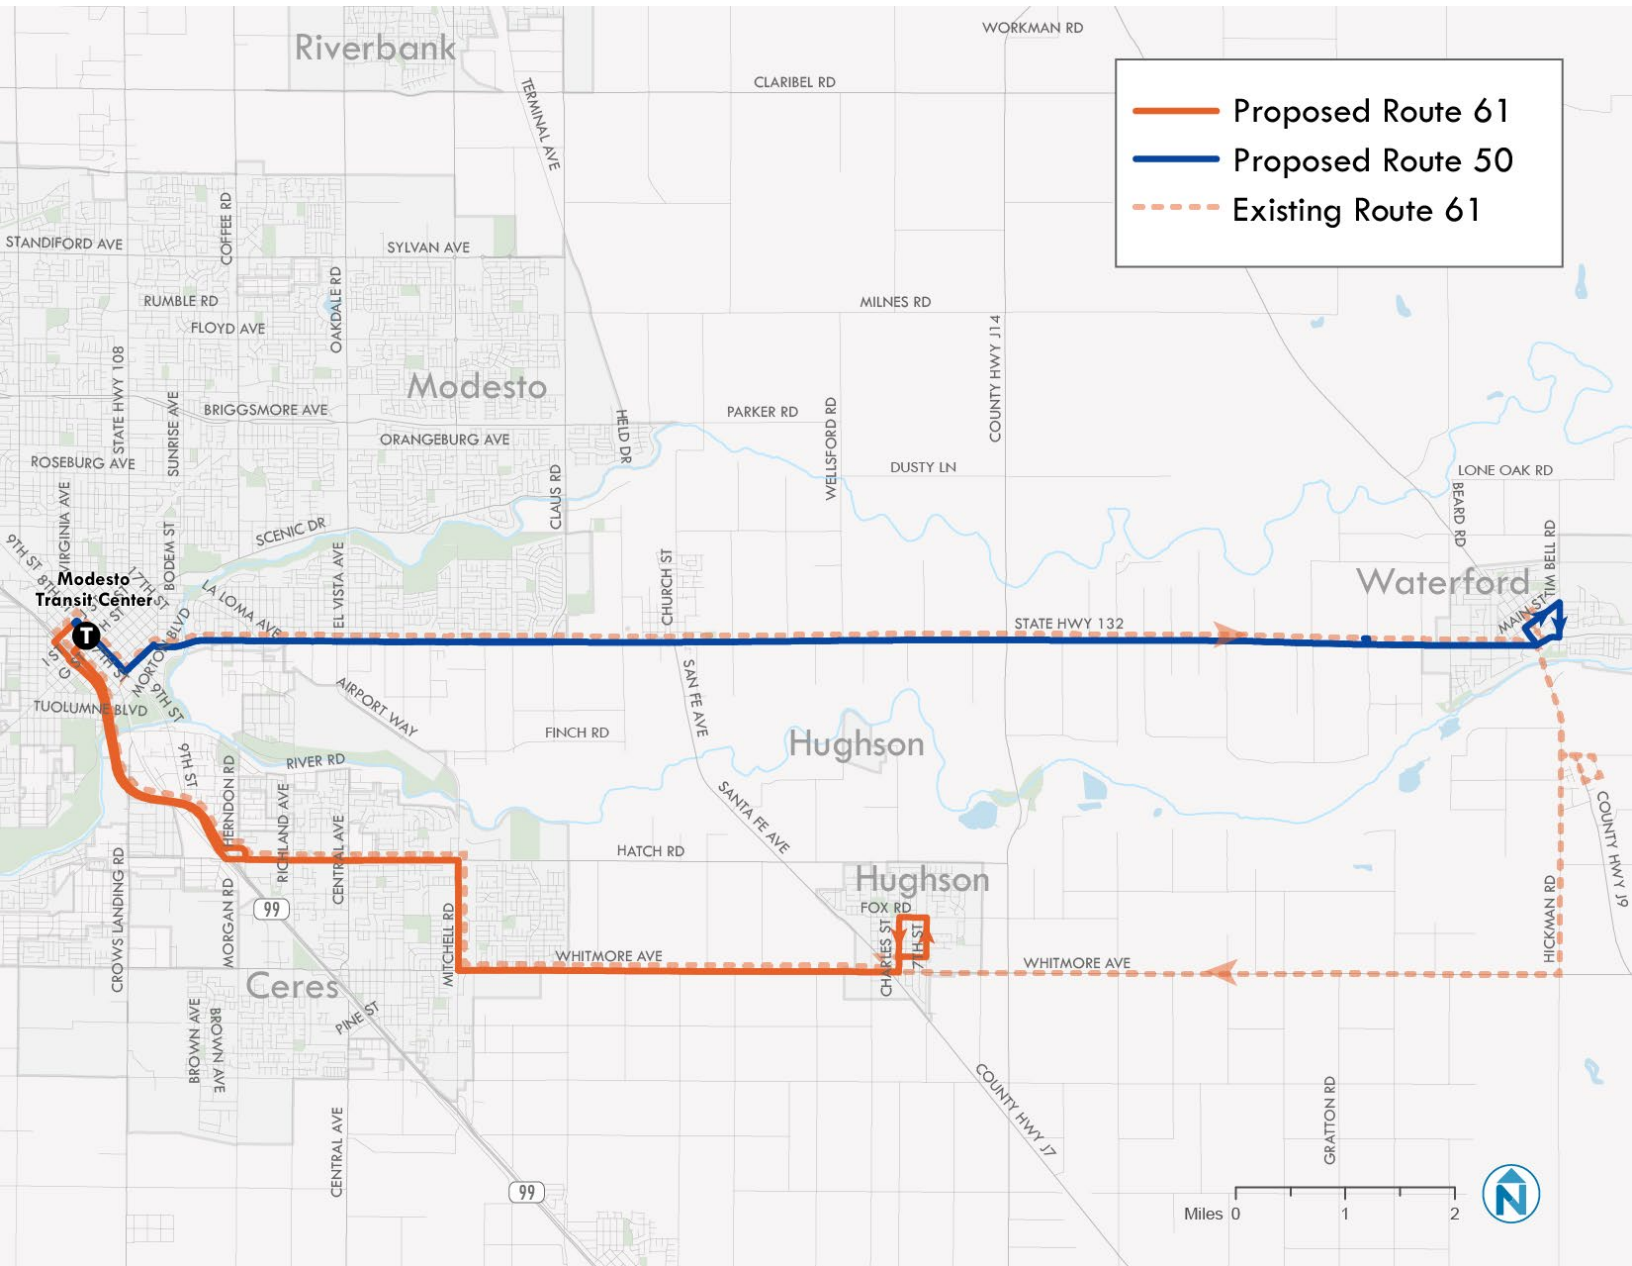 Riverbank
WORKMAN RD
CLARIBEL RD
TERMINAL AVE
Proposed Route 61
Proposed Route 50
Existing Route 61
COFFEE RD
STANDIFORD AVE
SYLVAN AVE
OAKDALE RD
RUMBLE RD
FLOYD AVE
MILNES RD
COUNTY HWY J14
STATE HWY 108
Modesto
SUNRISE AVE
BRIGGSMORE AVE
HELD DR
PARKER RD
WELLSFORD RD
ORANGEBURG AVE
ROSEBURG AVE
DUSTY LN
LONE OAK RD
CLAUS RD
BEARD RD
VIRGINIA AVE
SCENIC DR
BODEM ST
TIM BELL RD
9TH ST
8TH
17TH ST
EL VISTA AVE
CHURCH ST
Modesto
Transit Center
T
LA LOMA AVE
Waterford
MAIN ST
STATE HWY 132
I ST
G ST
MORTON BLVD
9TH ST
TUOLUMNE BLVD
AIRPORT WAY
SAN FE AVE
FINCH RD
Hughson
9TH ST
RIVER RD
HERNDON RD
RICHLAND AVE
CENTRAL AVE
SANTA FE AVE
COUNTY HWY J9
HATCH RD
CROWS LANDING RD
MORGAN RD
99
Hughson
FOX RD
MITCHELL RD
CHARLES ST
7TH ST
HICKMAN RD
WHITMORE AVE
WHITMORE AVE
Ceres
BROWN AVE
BROWN AVE
PINE ST
COUNTY HWY J7
GRATTON RD
CENTRAL AVE
99
Miles 0 1 2
N